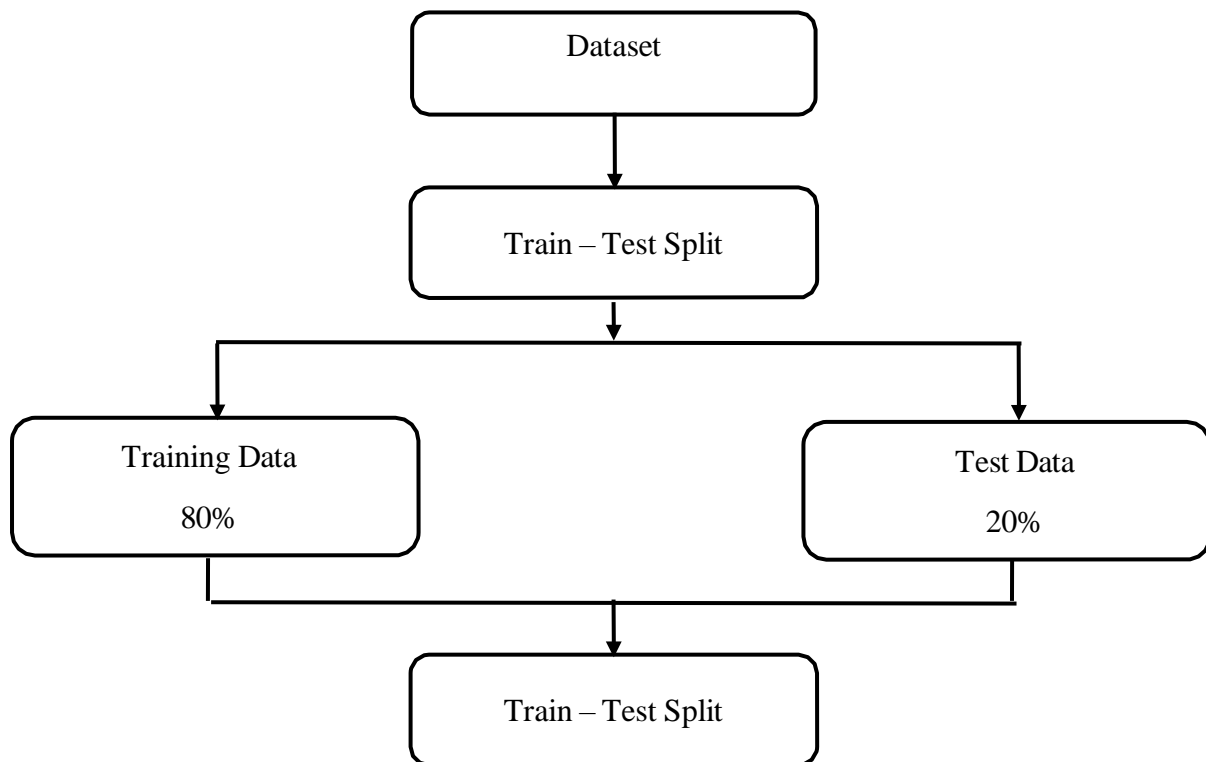 Dataset
Train – Test Split
Training Data
80%
Test Data
20%
Train – Test Split